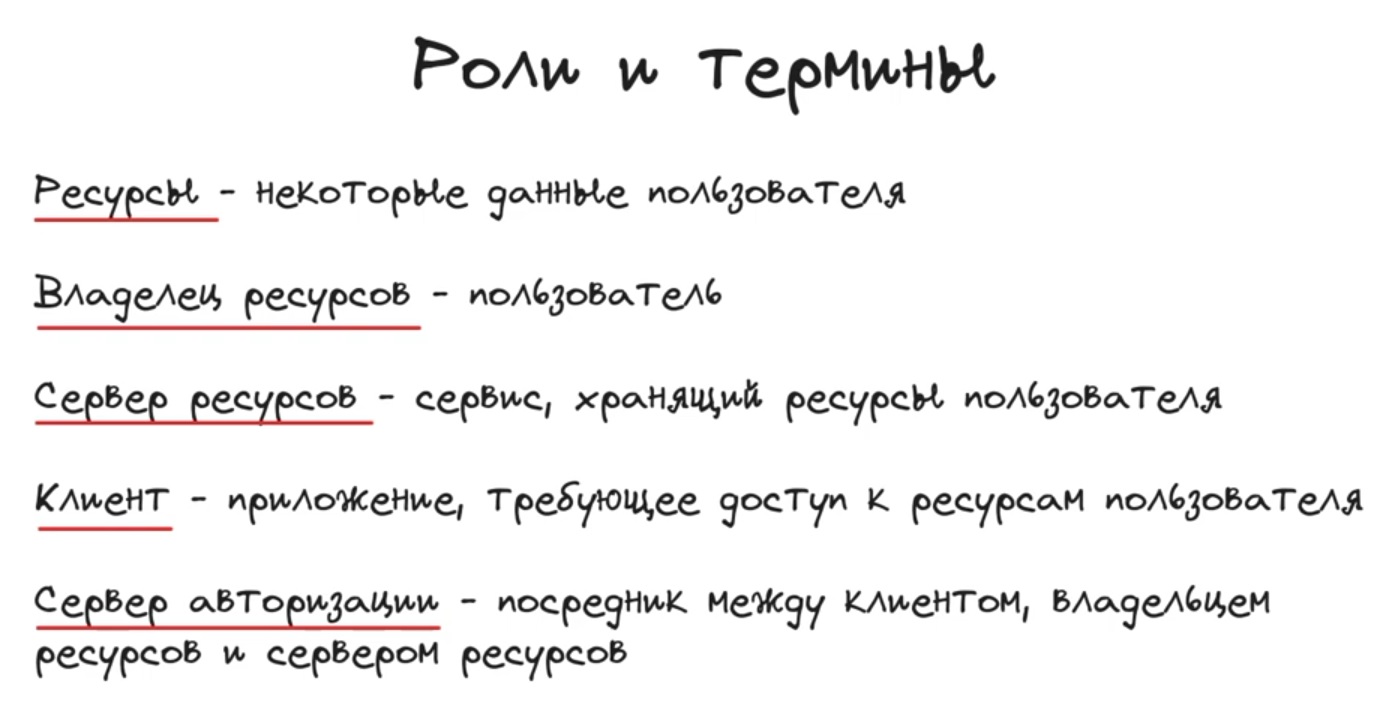 Роли и термины
Ресурсы - некоторые данные пользователя
Владелец ресурсов - пользователь
Сервер ресурсов - сервис, хранящий ресурсы пользователя
Клиент - приложение, требующее доступ к ресурсам пользователя
Сервер авторизации - посредник между клиентом, владельцем
ресурсов и сервером ресурсов